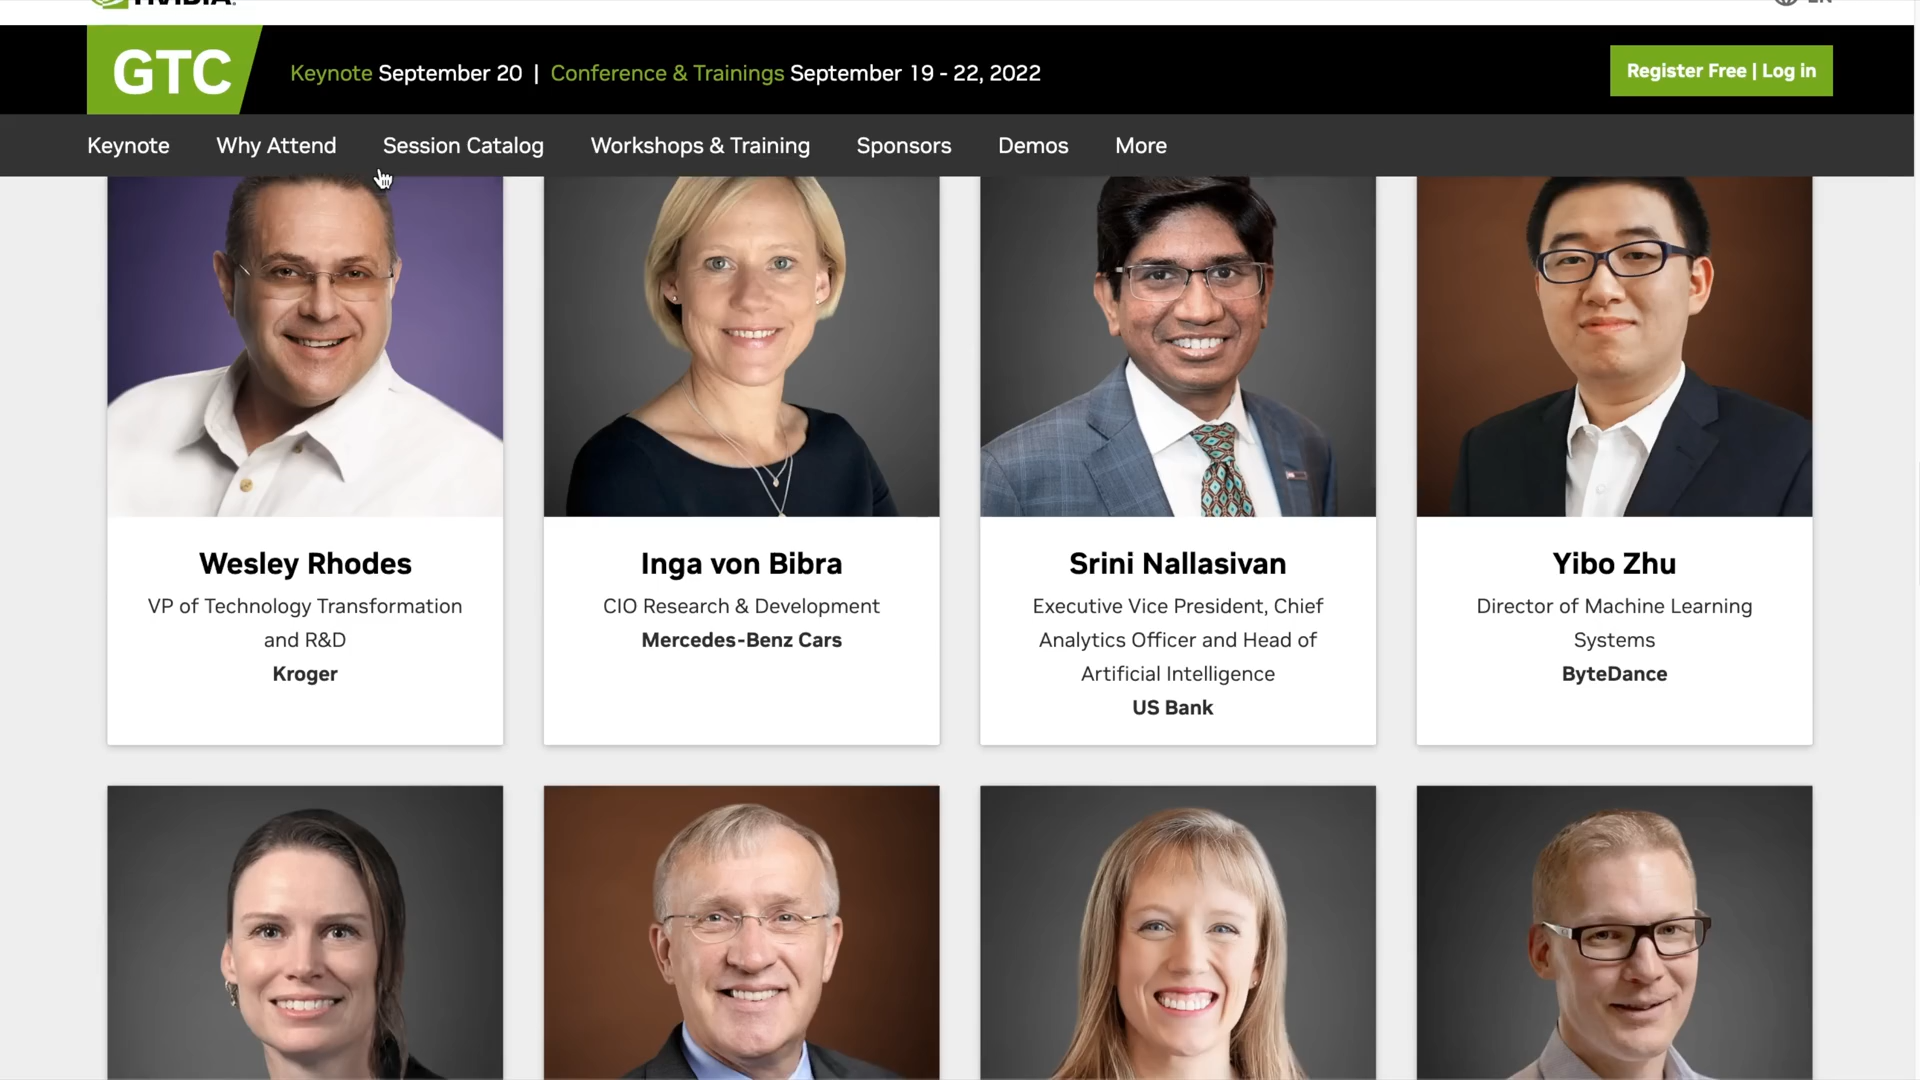 GTC
Keynote September 20 | Conference & Trainings September 19 - 22, 2022
Register Free | Log in
Keynote Why Attend Session Catalog Workshops & Training Sponsors Demos More
Wesley Rhodes
VP of Technology Transformation
and R&D
Kroger
Inga von Bibra
CIO Research & Development
Mercedes-Benz Cars
Srini Nallasivan
Executive Vice President, Chief
Analytics Officer and Head of
Artificial Intelligence
US Bank
Yibo Zhu
Director of Machine Learning
Systems
ByteDance